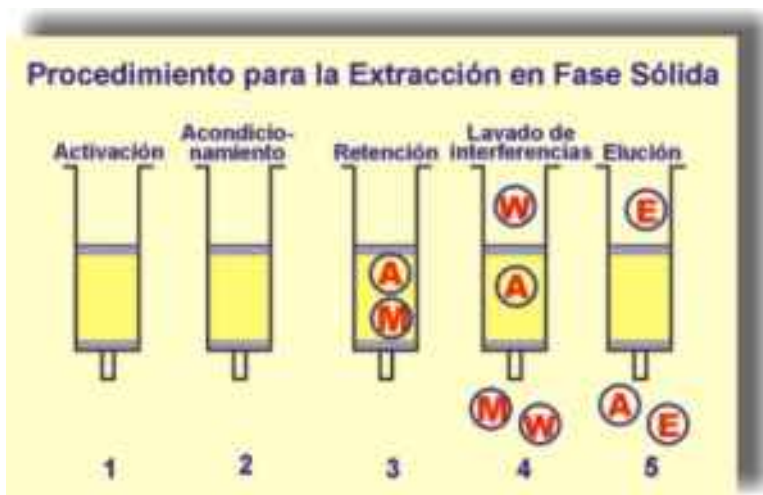 Procedimiento para la Extracción en Fase Sólida
Activación
Acondicio-
namiento
Retención
Lavado de
interferencias
Elución
W
E
A
M
A
M
W
A
E
1
2
3
4
5